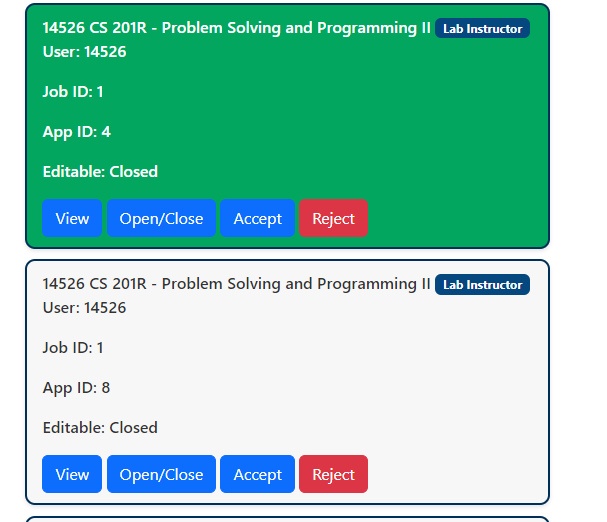 14526 CS 201R - Problem Solving and Programming II Lab Instructor
User: 14526
Job ID: 1
App ID: 4
Editable: Closed
View Open/Close Accept Reject
14526 CS 201R - Problem Solving and Programming II Lab Instructor
User: 14526
Job ID: 1
App ID: 8
Editable: Closed
View Open/Close Accept Reject